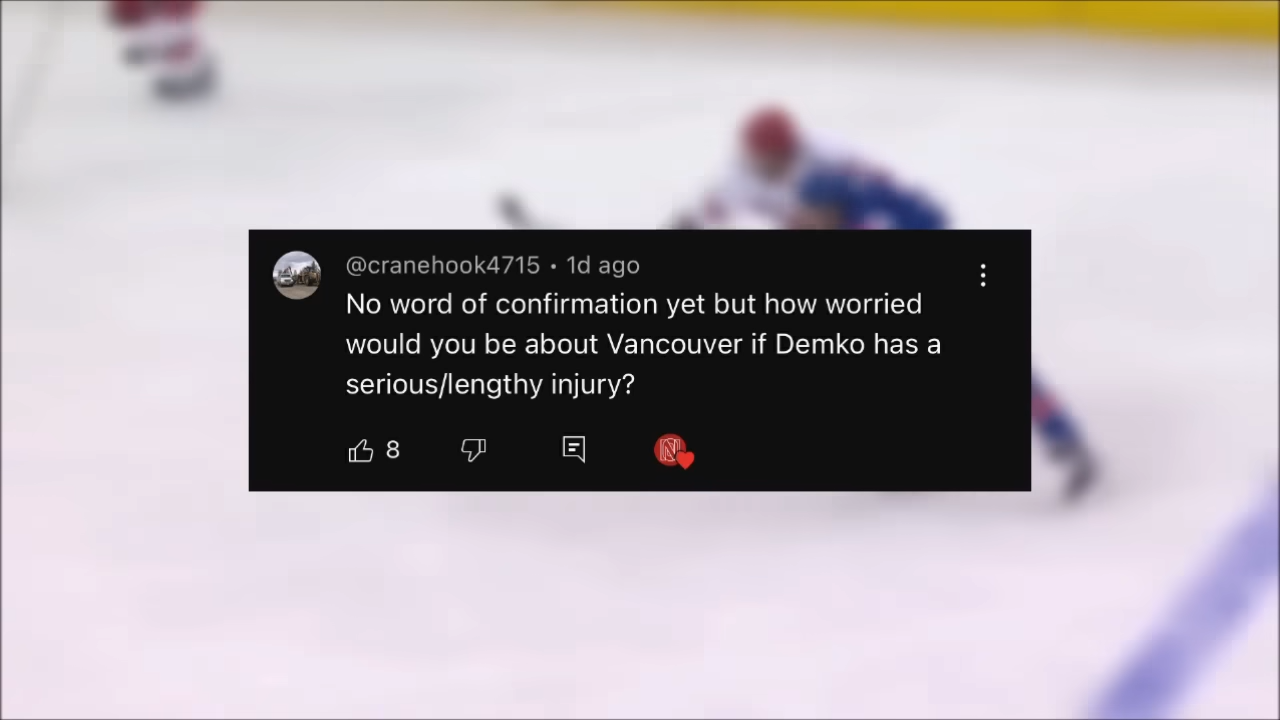 @cranehook4715 • 1d ago
No word of confirmation yet but how worried
would you be about Vancouver if Demko has a
serious/lengthy injury?
8